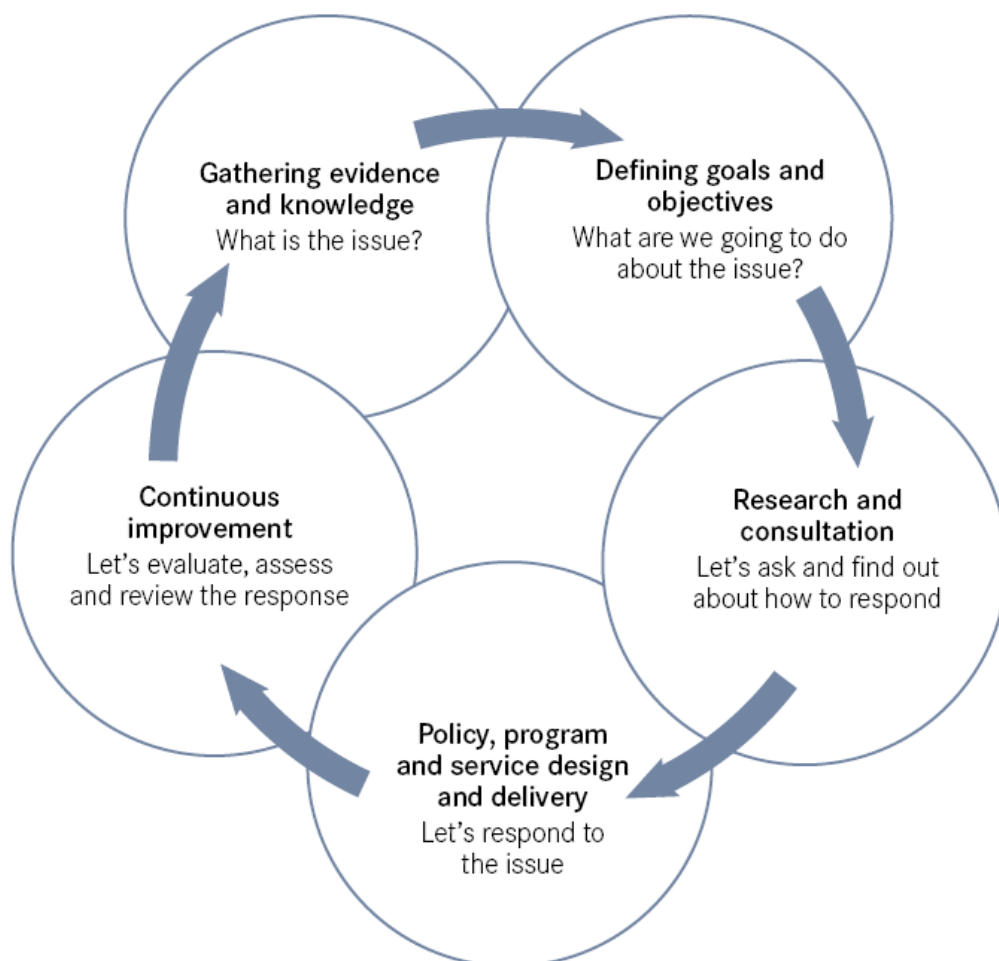 Gathering evidence
and knowledge
What is the issue?
Defining goals and
objectives
What are we going to do
about the issue?
Research and
consultation
Let’s ask and find out
about how to respond
Policy, program
and service design
and delivery
Let’s respond to
the issue
Continuous
improvement
Let’s evaluate, assess
and review the response